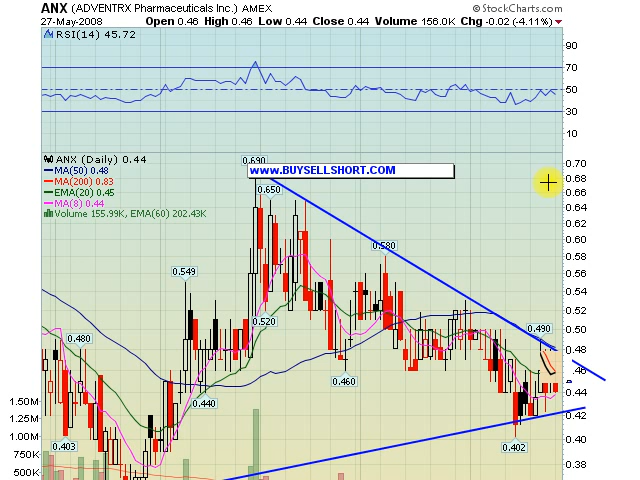 ANX (ADVENTRX Pharmaceuticals Inc.) AMEX © StockCharts.com
27-May-2008 Open 0.46 High 0.46 Low 0.44 Close 0.44 Volume 156.0K Chg -0.02 (-4.11%)
RSI(14) 45.72
90
70
50
30
10
ANX (Daily) 0.44
MA(50) 0.48
MA(200) 0.83
EMA(20) 0.45
MA(8) 0.44
Volume 155.99K, EMA(60) 202.43K
www.BUYSELLSHORT.COM
0.690
0.650
0.580
0.549
0.520
0.490
0.480
0.460
0.440
0.403
0.402
0.70
0.68
0.66
0.64
0.62
0.60
0.58
0.56
0.54
0.52
0.50
0.48
.46
0.44
0.42
0.40
0.38
1.50M
1.25M
1.00M
750K
500K